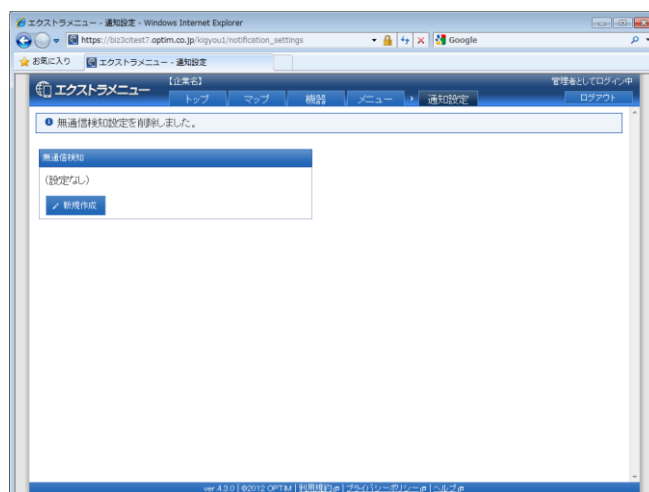 エクストラメニュー - 通知設定 - Windows Internet Explorer
https://biz3citest7.optim.co.jp/kigyou1/notification_settings
Google
お気に入り
エクストラメニュー - 通知設定
エクストラメニュー
【企業名】
管理者としてログイン中
トップ
マップ
機器
メニュー
通知設定
ログアウト
無通信検知設定を削除しました。
無通信検知
(設定なし)
新規作成
ver.4.3.0 | ©2012 OPTiM | 利用規約 | プライバシーポリシー | ヘルプ